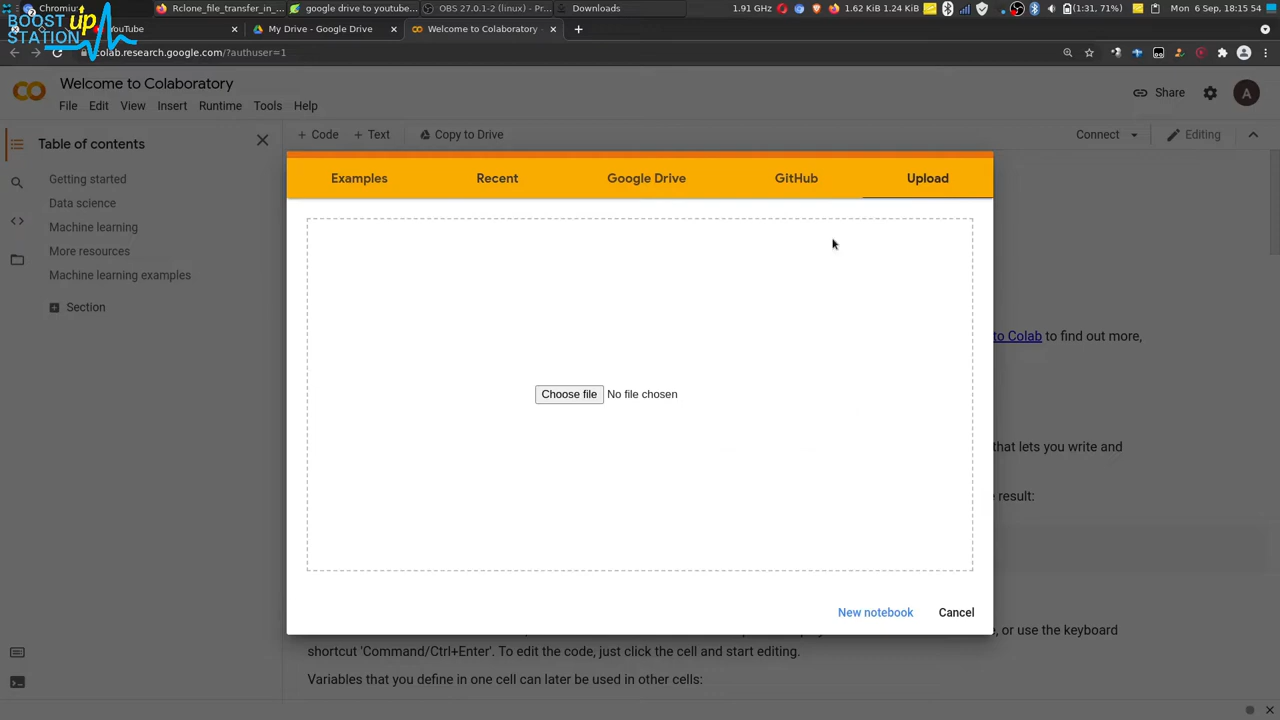 Chromiu...
Rclone_file_transfer_in_...
google drive to youtube...
OBS 27.0.1-2 (linux) - Pr...
Downloads
1.91 GHz
1.62 KiB 1.24 KiB
(1:31, 71%)
Mon 6 Sep, 18:15:54
BOOST up
STATION
YouTube
My Drive - Google Drive
Welcome to Colaboratory
colab.research.google.com/?authuser=1
Welcome to Colaboratory
File Edit View Insert Runtime Tools Help
Share
A
Table of contents
+ Code + Text Copy to Drive
Connect
Editing
Getting started
Data science
Machine learning
More resources
Machine learning examples
Section
Examples Recent Google Drive GitHub Upload
to Colab to find out more,
Choose file No file chosen
that lets you write and
result:
New notebook Cancel
, or use the keyboard
shortcut 'Command/Ctrl+Enter'. To edit the code, just click the cell and start editing.
Variables that you define in one cell can later be used in other cells: